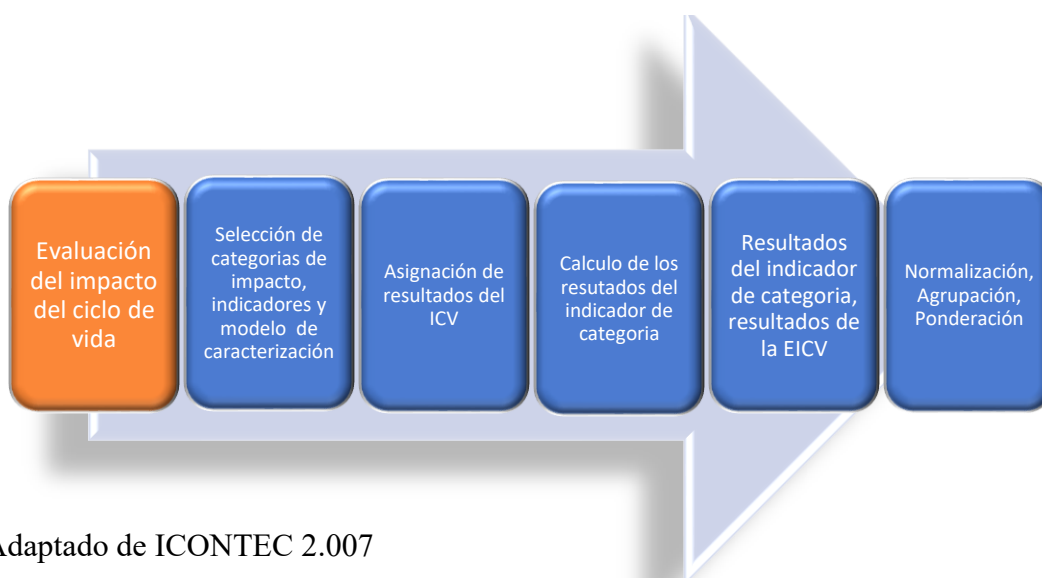 Evaluación
del impacto
del ciclo de
vida
Selección de
categorias de
impacto,
indicadores y
modelo de
caracterización
Asignación de
resultados del
ICV
Calculo de los
resutados del
indicador de
categoria
Resultados
del indicador
de categoria,
resultados de
la EICV
Normalización,
Agrupación,
Ponderación
Adaptado de ICONTEC 2.007